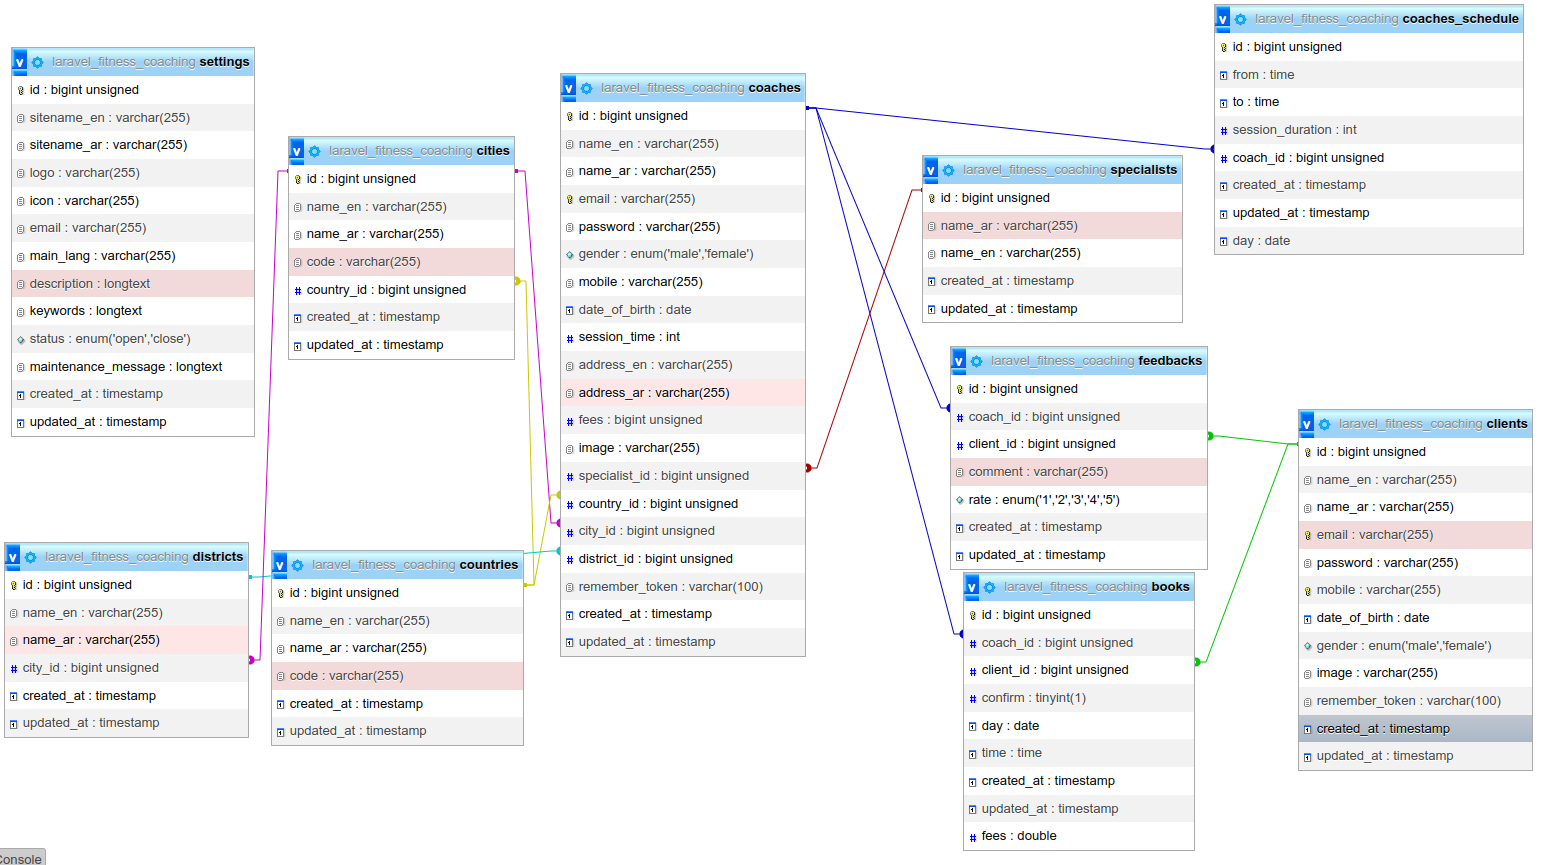 v laravel_fitness_coaching settings
id : bigint unsigned
sitename_en : varchar(255)
sitename_ar : varchar(255)
logo : varchar(255)
icon : varchar(255)
email : varchar(255)
main_lang : varchar(255)
description : longtext
keywords : longtext
status : enum('open','close')
maintenance_message : longtext
created_at : timestamp
updated_at : timestamp
v laravel_fitness_coaching cities
id : bigint unsigned
name_en : varchar(255)
name_ar : varchar(255)
code : varchar(255)
country_id : bigint unsigned
created_at : timestamp
updated_at : timestamp
v laravel_fitness_coaching districts
id : bigint unsigned
name_en : varchar(255)
name_ar : varchar(255)
city_id : bigint unsigned
created_at : timestamp
updated_at : timestamp
v laravel_fitness_coaching countries
id : bigint unsigned
name_en : varchar(255)
name_ar : varchar(255)
code : varchar(255)
created_at : timestamp
updated_at : timestamp
v laravel_fitness_coaching coaches
id : bigint unsigned
name_en : varchar(255)
name_ar : varchar(255)
email : varchar(255)
password : varchar(255)
gender : enum('male','female')
mobile : varchar(255)
date_of_birth : date
session_time : int
address_en : varchar(255)
address_ar : varchar(255)
fees : bigint unsigned
image : varchar(255)
specialist_id : bigint unsigned
country_id : bigint unsigned
city_id : bigint unsigned
district_id : bigint unsigned
remember_token : varchar(100)
created_at : timestamp
updated_at : timestamp
v laravel_fitness_coaching specialists
id : bigint unsigned
name_ar : varchar(255)
name_en : varchar(255)
created_at : timestamp
updated_at : timestamp
v laravel_fitness_coaching coaches_schedule
id : bigint unsigned
from : time
to : time
session_duration : int
coach_id : bigint unsigned
created_at : timestamp
updated_at : timestamp
day : date
v laravel_fitness_coaching feedbacks
id : bigint unsigned
coach_id : bigint unsigned
client_id : bigint unsigned
comment : varchar(255)
rate : enum('1','2','3','4','5')
created_at : timestamp
updated_at : timestamp
v laravel_fitness_coaching books
id : bigint unsigned
coach_id : bigint unsigned
client_id : bigint unsigned
confirm : tinyint(1)
day : date
time : time
created_at : timestamp
updated_at : timestamp
fees : double
v laravel_fitness_coaching clients
id : bigint unsigned
name_en : varchar(255)
name_ar : varchar(255)
email : varchar(255)
password : varchar(255)
mobile : varchar(255)
date_of_birth : date
gender : enum('male','female')
image : varchar(255)
remember_token : varchar(100)
created_at : timestamp
updated_at : timestamp
Console